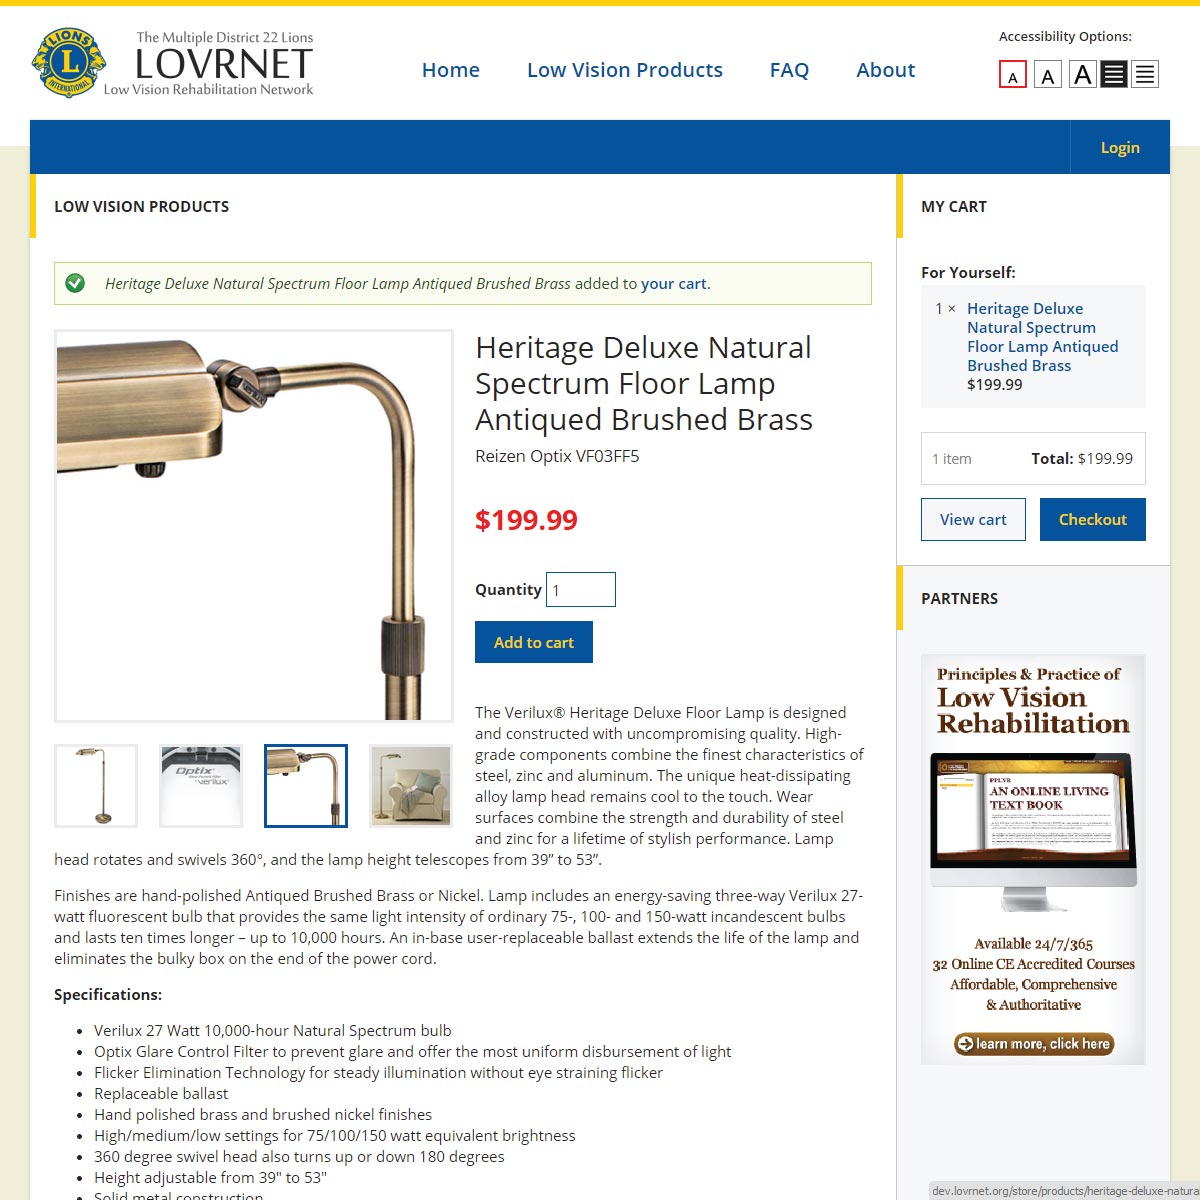 The Multiple District 22 Lions
LOVRNET
Low Vision Rehabilitation Network
LIONS
L
INTERNATIONAL
Home
Low Vision Products
FAQ
About
Accessibility Options:
A
A
A
Login
LOW VISION PRODUCTS
Heritage Deluxe Natural Spectrum Floor Lamp Antiqued Brushed Brass added to your cart.
Heritage Deluxe Natural
Spectrum Floor Lamp
Antiqued Brushed Brass
Reizen Optix VF03FF5
$199.99
Quantity 1
Add to cart
Optix
verilux
The Verilux® Heritage Deluxe Floor Lamp is designed
and constructed with uncompromising quality. High-
grade components combine the finest characteristics of
steel, zinc and aluminum. The unique heat-dissipating
alloy lamp head remains cool to the touch. Wear
surfaces combine the strength and durability of steel
and zinc for a lifetime of stylish performance. Lamp
head rotates and swivels 360°, and the lamp height telescopes from 39” to 53”.
Finishes are hand-polished Antiqued Brushed Brass or Nickel. Lamp includes an energy-saving three-way Verilux 27-
watt fluorescent bulb that provides the same light intensity of ordinary 75-, 100- and 150-watt incandescent bulbs
and lasts ten times longer – up to 10,000 hours. An in-base user-replaceable ballast extends the life of the lamp and
eliminates the bulky box on the end of the power cord.
Specifications:
• Verilux 27 Watt 10,000-hour Natural Spectrum bulb
• Optix Glare Control Filter to prevent glare and offer the most uniform disbursement of light
• Flicker Elimination Technology for steady illumination without eye straining flicker
• Replaceable ballast
• Hand polished brass and brushed nickel finishes
• High/medium/low settings for 75/100/150 watt equivalent brightness
• 360 degree swivel head also turns up or down 180 degrees
• Height adjustable from 39" to 53"
• Solid metal construction
MY CART
For Yourself:
1 × Heritage Deluxe
Natural Spectrum
Floor Lamp Antiqued
Brushed Brass
$199.99
1 item
Total: $199.99
View cart
Checkout
PARTNERS
Principles & Practice of
Low Vision
Rehabilitation
PPLVR
AN ONLINE LIVING
TEXT BOOK
Available 24/7/365
32 Online CE Accredited Courses
Affordable, Comprehensive
& Authoritative
learn more, click here
dev.lovrnet.org/store/products/heritage-deluxe-natura